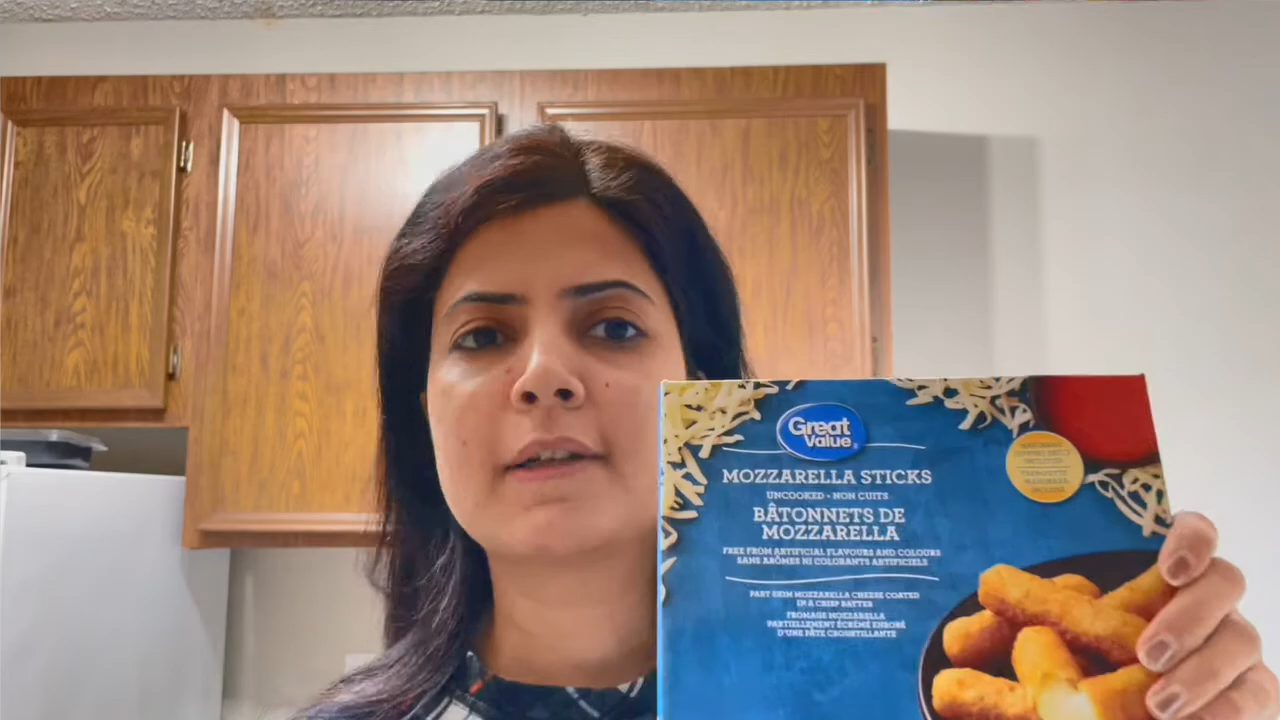 Great
Value
MOZZARELLA STICKS
UNCOOKED • NON CUITS
BÂTONNETS DE
MOZZARELLA
FREE FROM ARTIFICIAL FLAVOURS AND COLOURS
SANS ARÔMES NI COLORANTS ARTIFICIELS
PART SKIM MOZZARELLA CHEESE COATED
IN A CRISP BATTER
FROMAGE MOZZARELLA
PARTIELLEMENT ÉCRÉMÉ ENROBÉ
D'UNE PÂTE CROUSTILLANTE